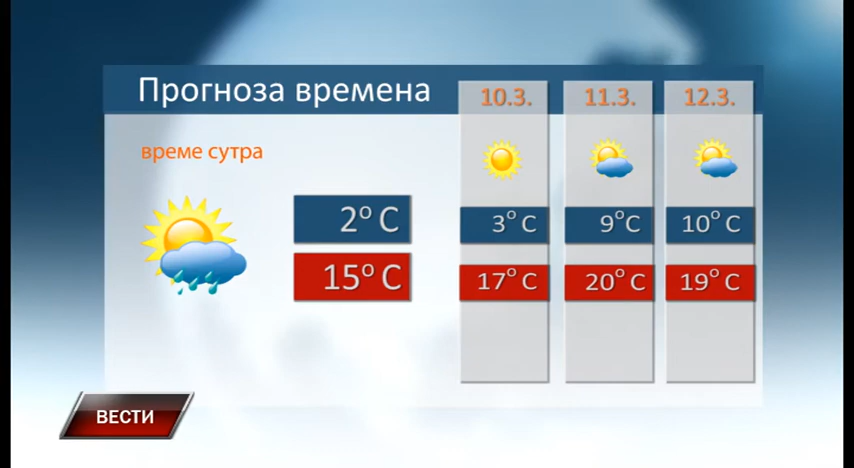 Прогноза времена
време сутра
2° C
15° C
10.3.
3° C
17° C
11.3.
9°C
20° C
12.3.
10° C
19° C
ВЕСТИ